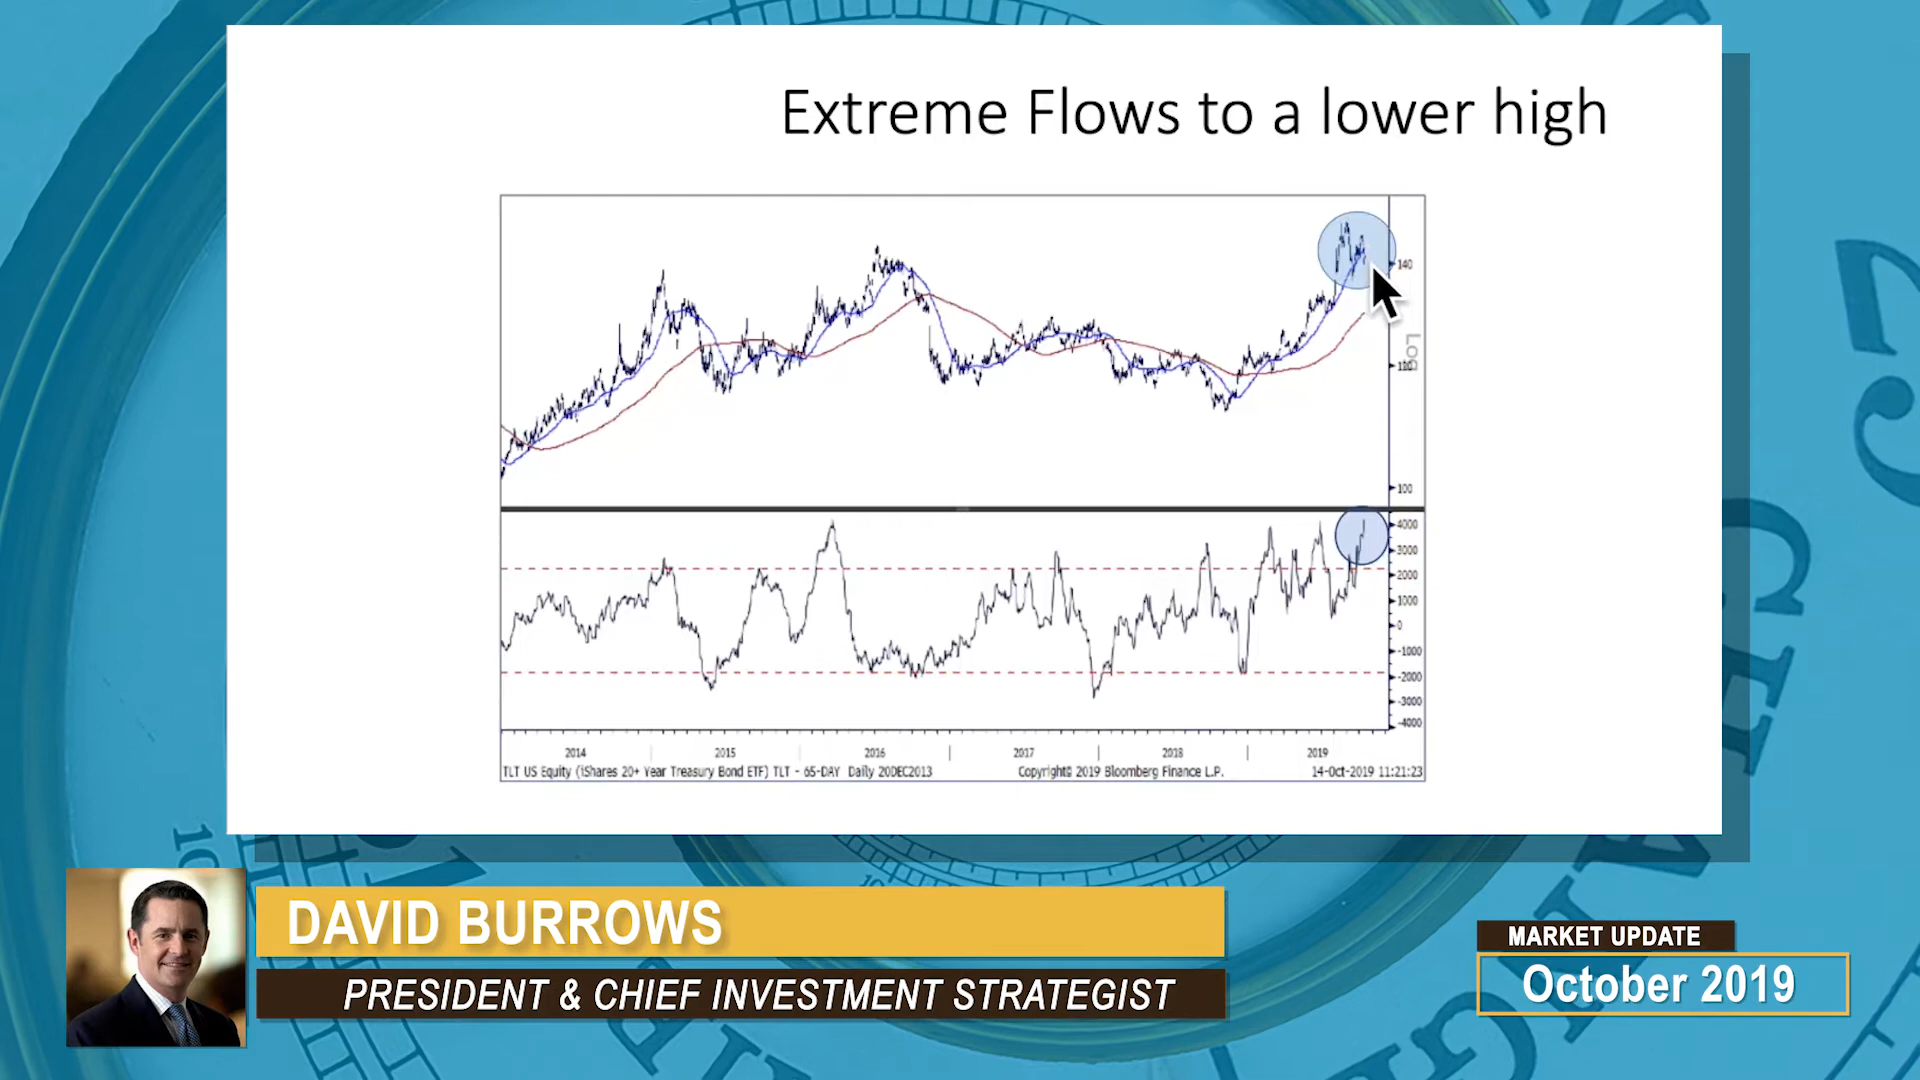 Extreme Flows to a lower high
140
Log
120
100
4000
3000
2000
1000
0
-1000
-2000
-3000
-4000
2014 2015 2016 2017 2018 2019
TLT US Equity (iShares 20+ Year Treasury Bond ETF) TLT - 65-DAY Daily 20DEC2013 Copyright© 2019 Bloomberg Finance L.P. 14-Oct-2019 11:21:23
DAVID BURROWS
PRESIDENT & CHIEF INVESTMENT STRATEGIST
MARKET UPDATE
October 2019